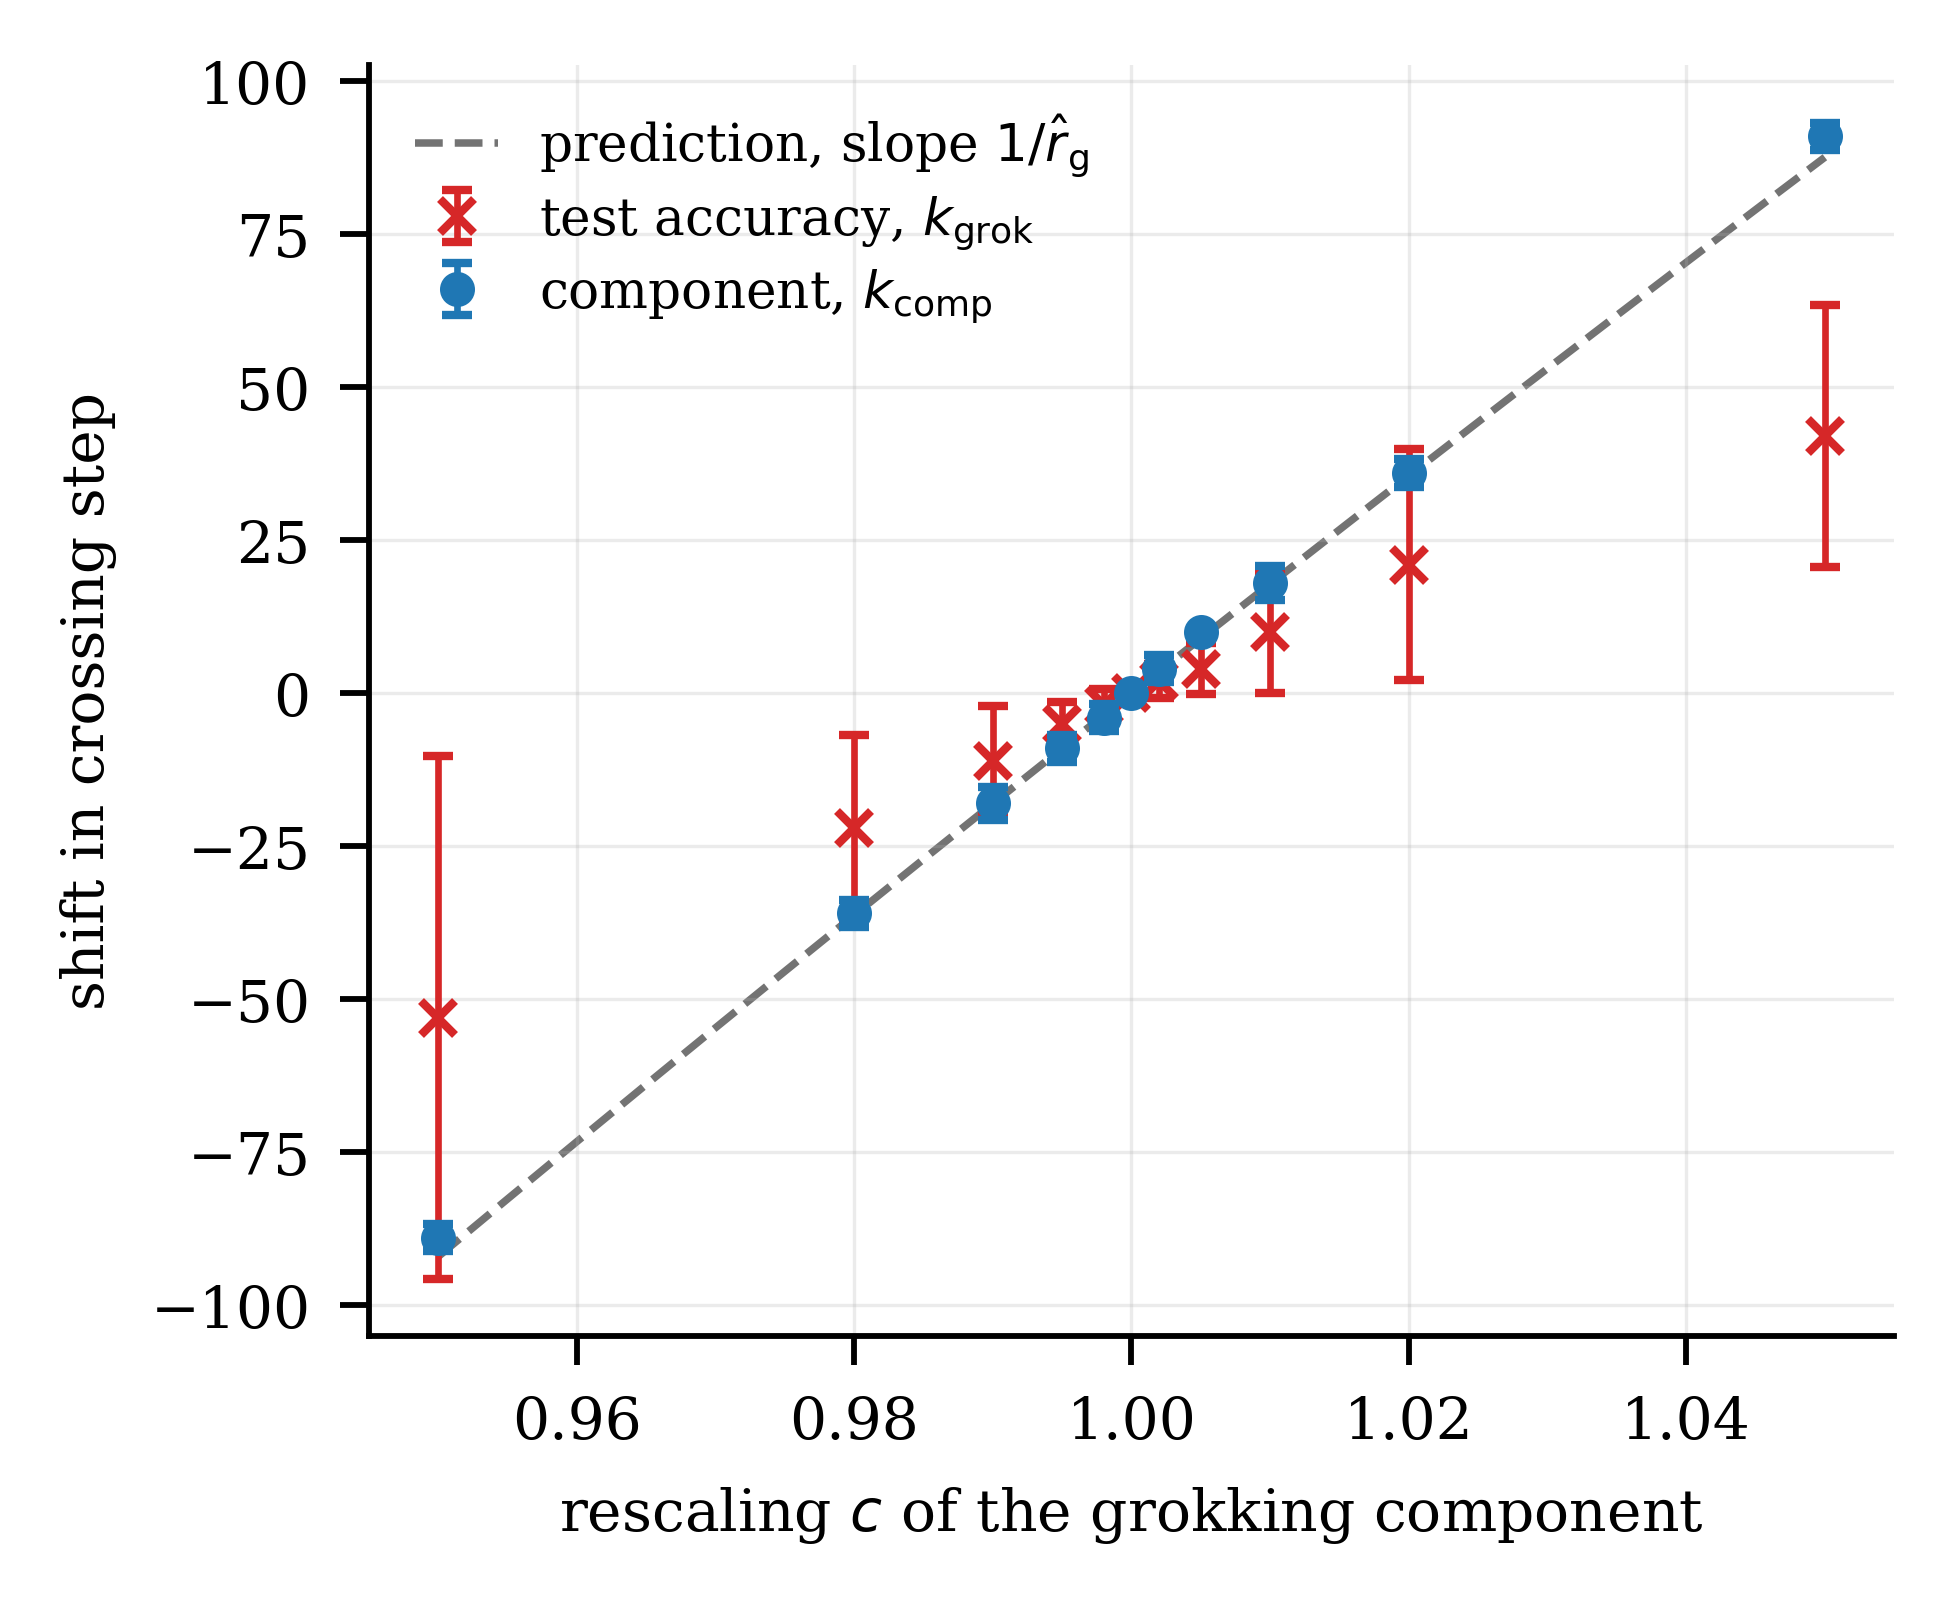 100
75
50
25
0
−25
−50
−75
−100
shift in crossing step
prediction, slope 1/r̂g
test accuracy, kgrok
component, kcomp
0.96 0.98 1.00 1.02 1.04
rescaling c of the grokking component